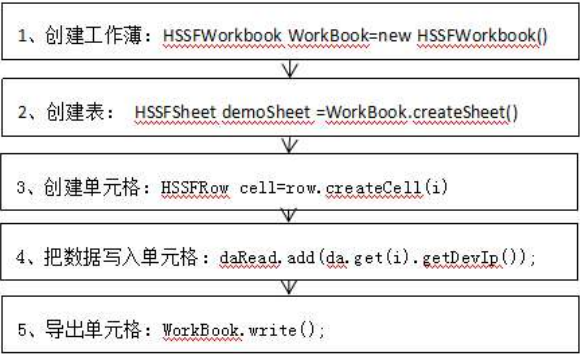 1、创建工作薄：HSSFWorkbook WorkBook=new HSSFWorkbook()
2、创建表： HSSFSheet demoSheet =WorkBook.createSheet()
3、创建单元格：HSSFRow cell=row.createCell(i)
4、把数据写入单元格：daRead.add(da.get(i).getDevIp());
5、导出单元格：WorkBook.write();